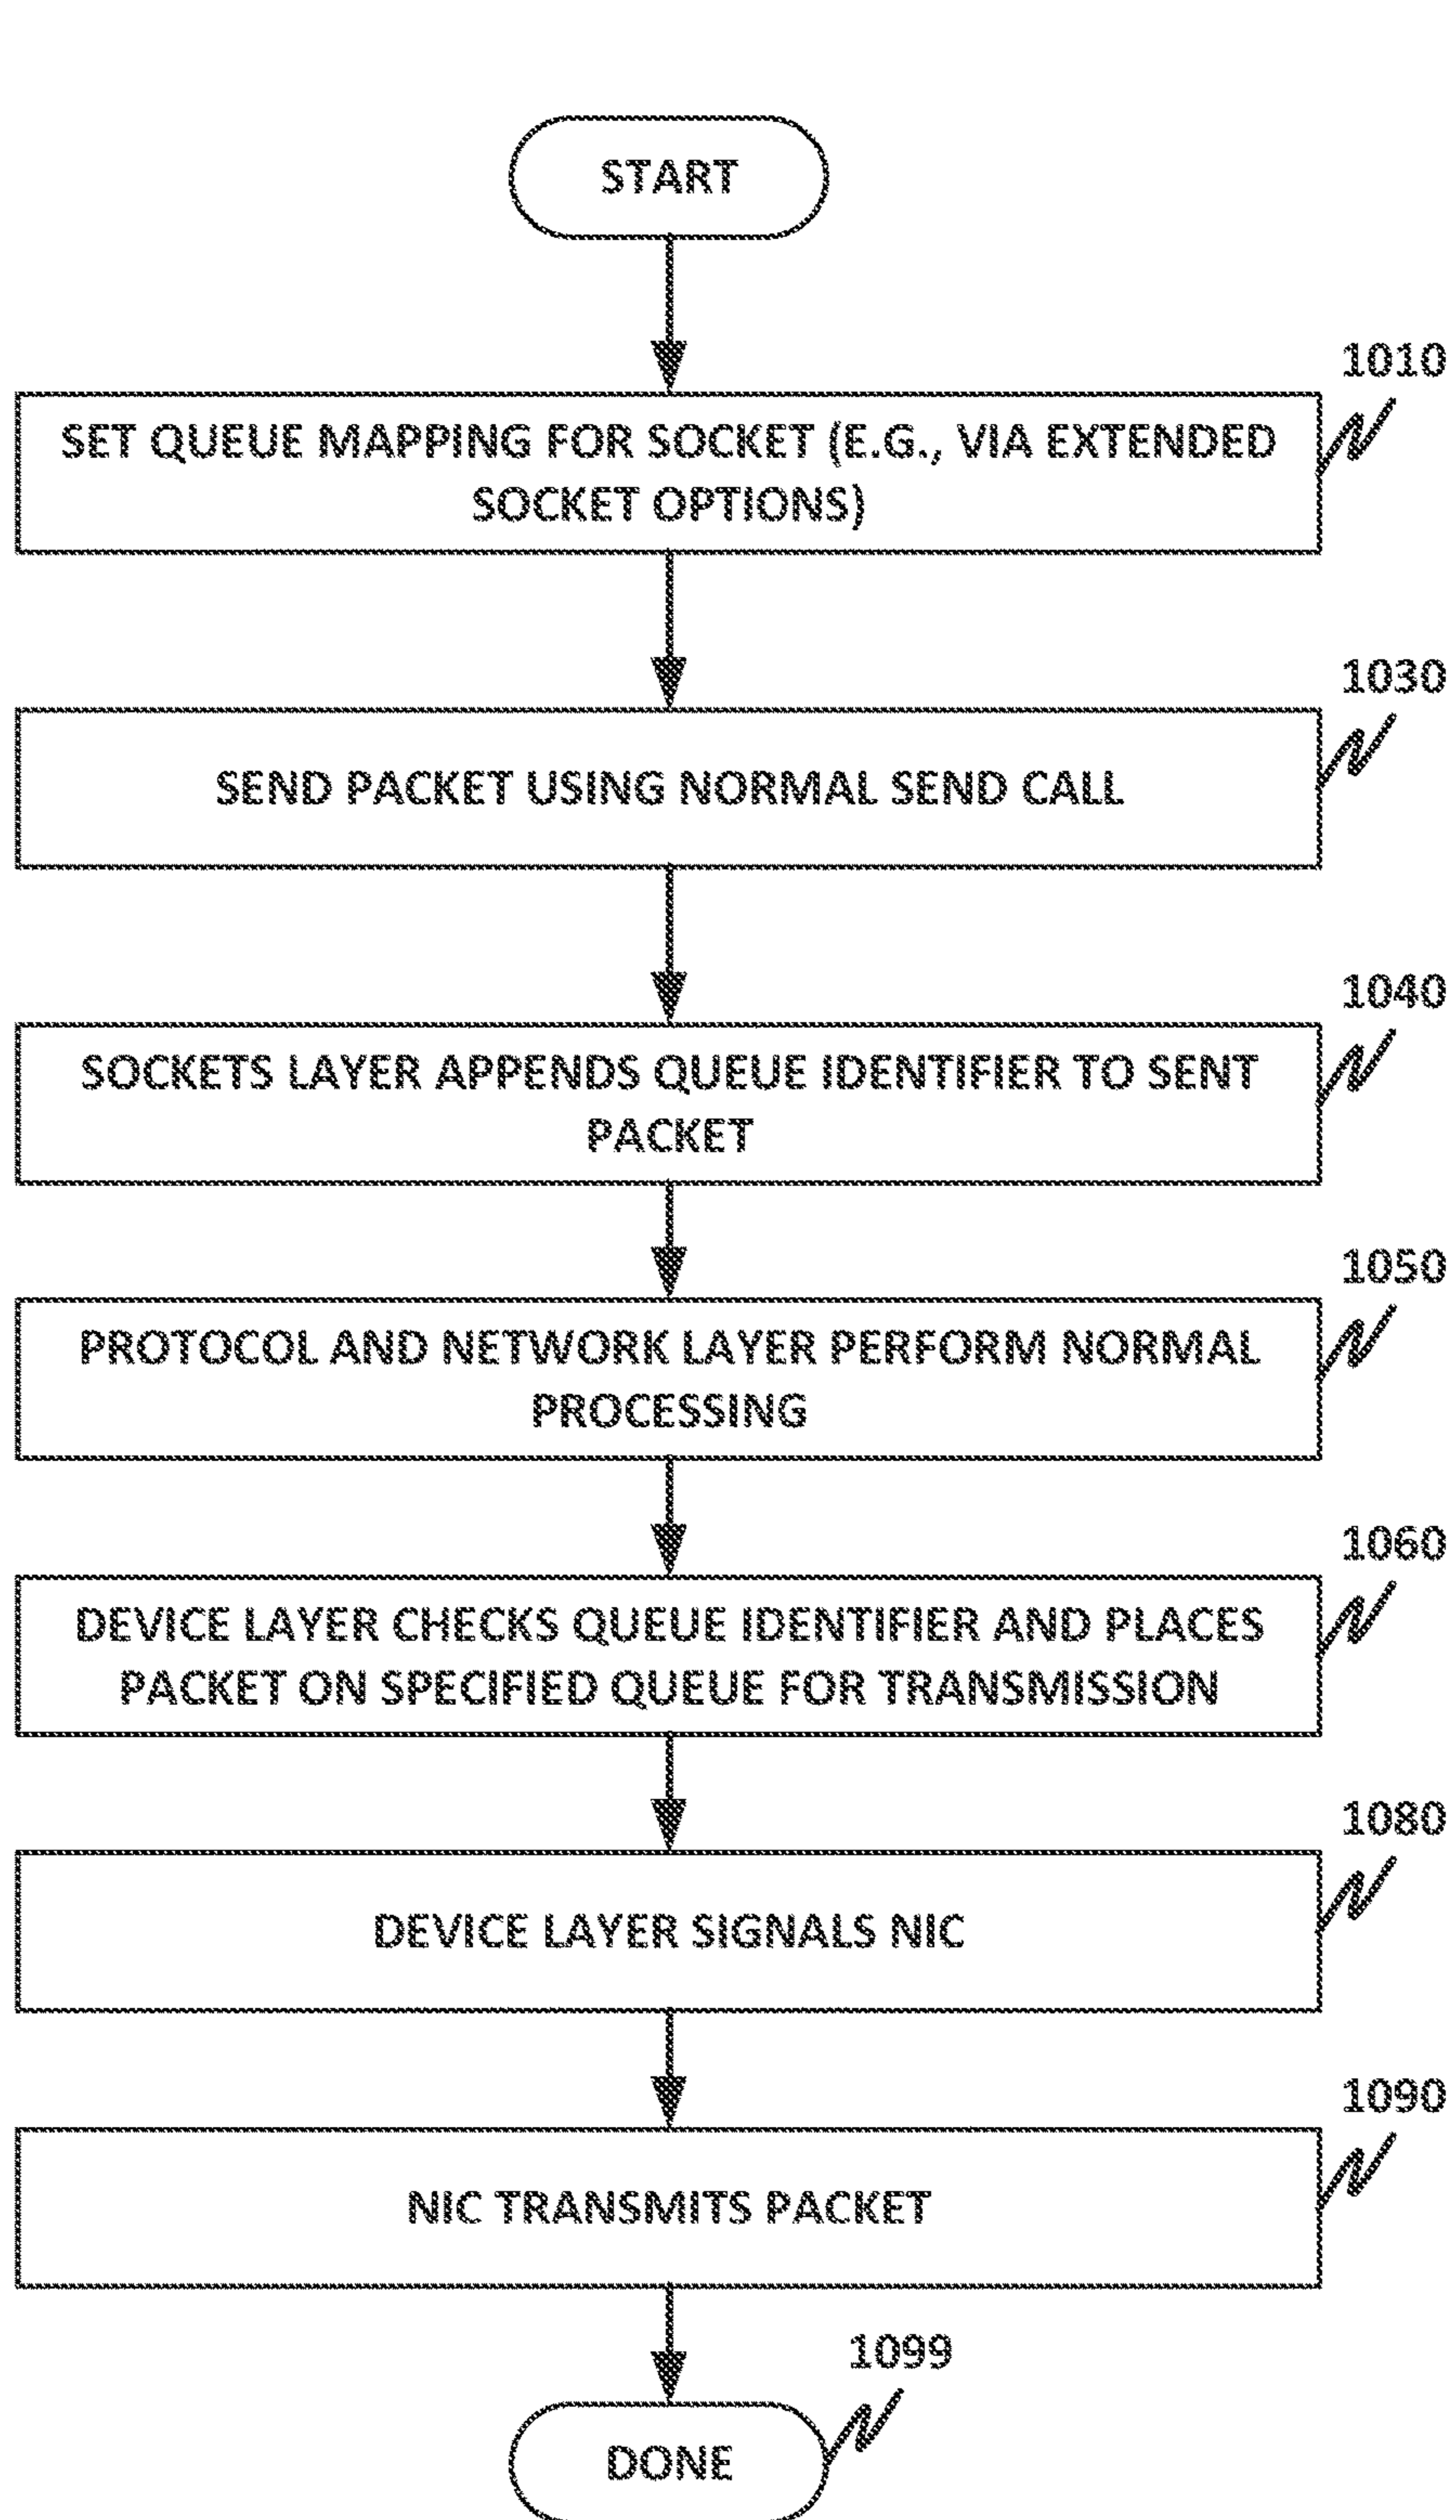 START
1010
SET QUEUE MAPPING FOR SOCKET (E.G., VIA EXTENDED
SOCKET OPTIONS)
1030
SEND PACKET USING NORMAL SEND CALL
1040
SOCKETS LAYER APPENDS QUEUE IDENTIFIER TO SENT
PACKET
1050
PROTOCOL AND NETWORK LAYER PERFORM NORMAL
PROCESSING
1060
DEVICE LAYER CHECKS QUEUE IDENTIFIER AND PLACES
PACKET ON SPECIFIED QUEUE FOR TRANSMISSION
1080
DEVICE LAYER SIGNALS NIC
1090
NIC TRANSMITS PACKET
1099
DONE